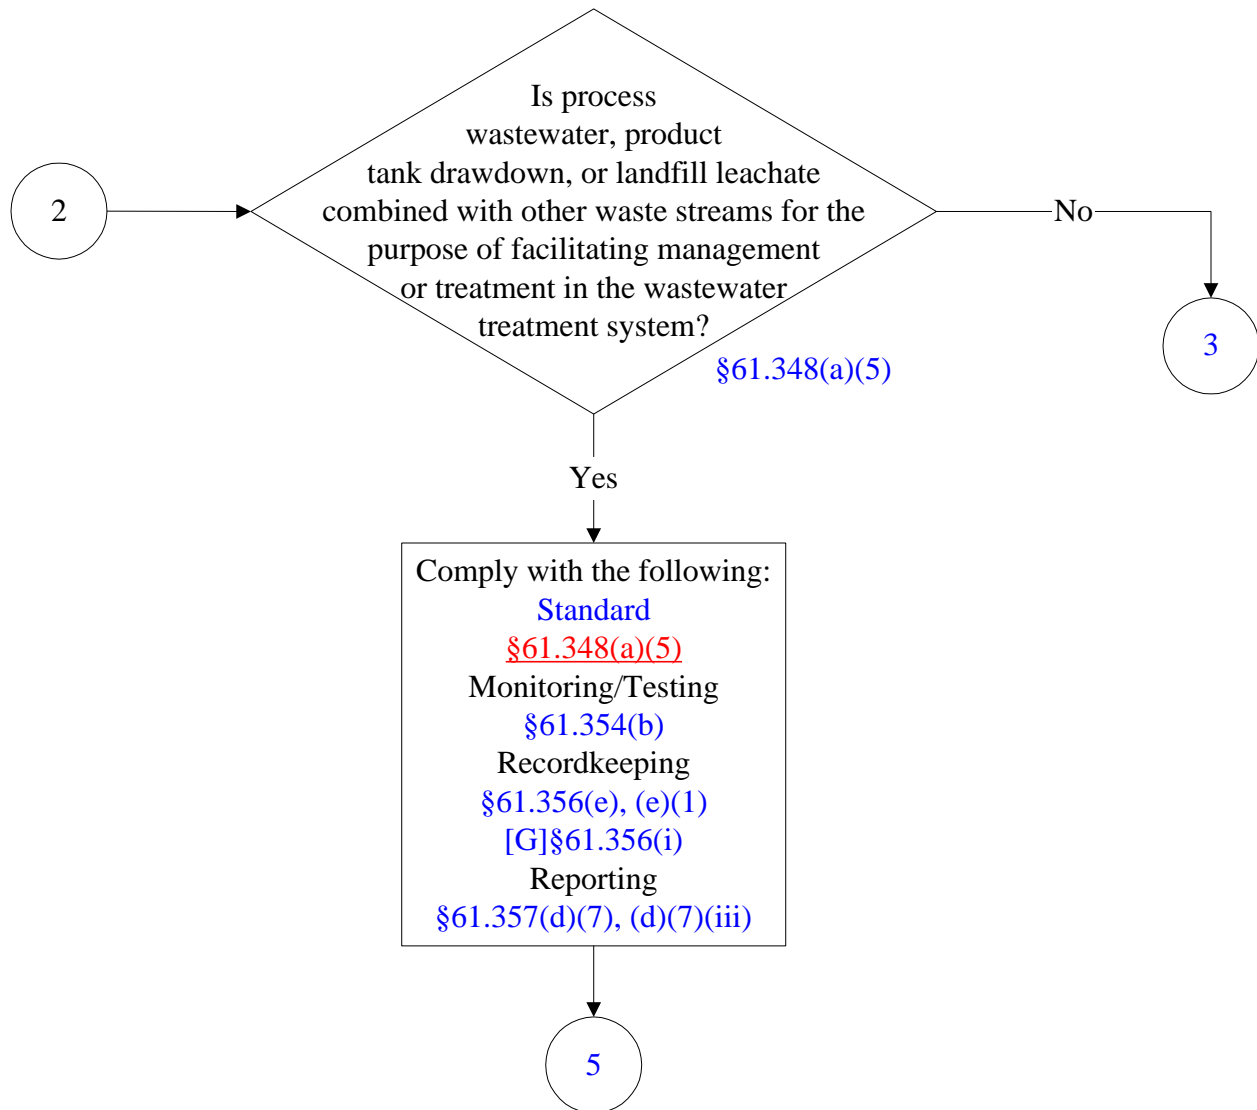 Is process
wastewater, product
tank drawdown, or landfill leachate
combined with other waste streams for the
purpose of facilitating management
or treatment in the wastewater
treatment system?
2
No
3
§61.348(a)(5)
Yes
Comply with the following:
Standard
§61.348(a)(5)
Monitoring/Testing
§61.354(b)
Recordkeeping
§61.356(e), (e)(1)
[G]§61.356(i)
Reporting
§61.357(d)(7), (d)(7)(iii)
5